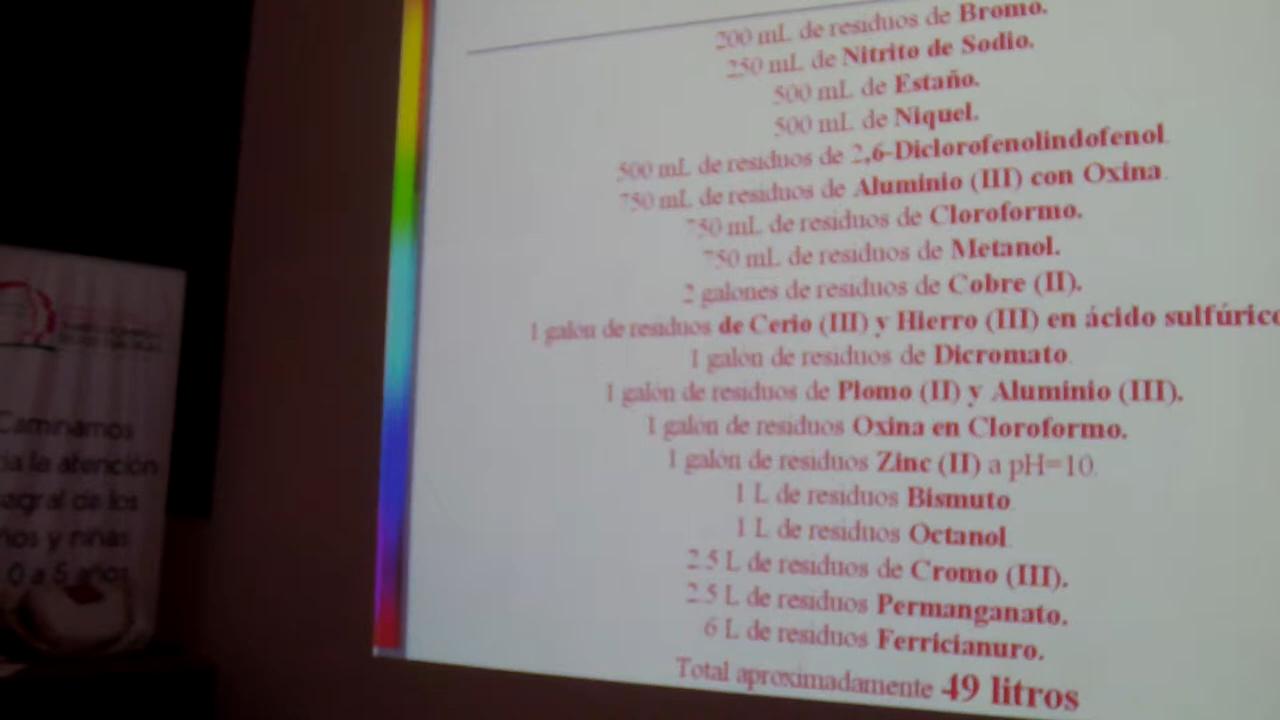 200 mL de residuos de Bromo.
250 mL de Nitrito de Sodio.
500 mL de Estaño.
500 mL de Niquel.
500 mL de residuos de 2,6-Diclorofenolindofenol.
750 mL de residuos de Aluminio (III) con Oxina.
750 mL de residuos de Cloroformo.
750 mL de residuos de Metanol.
2 galones de residuos de Cobre (II).
1 galón de residuos de Cerio (III) y Hierro (III) en ácido sulfúrico
1 galón de residuos de Dicromato.
1 galón de residuos de Plomo (II) y Aluminio (III).
1 galón de residuos Oxina en Cloroformo.
1 galón de residuos Zinc (II) a pH=10.
1 L de residuos Bismuto.
1 L de residuos Octanol.
2.5 L de residuos de Cromo (III).
2.5 L de residuos Permanganato.
6 L de residuos Ferricianuro.
Total aproximadamente 49 litros
Caminamos
la atención
de los
y niñas
0 a 5 años